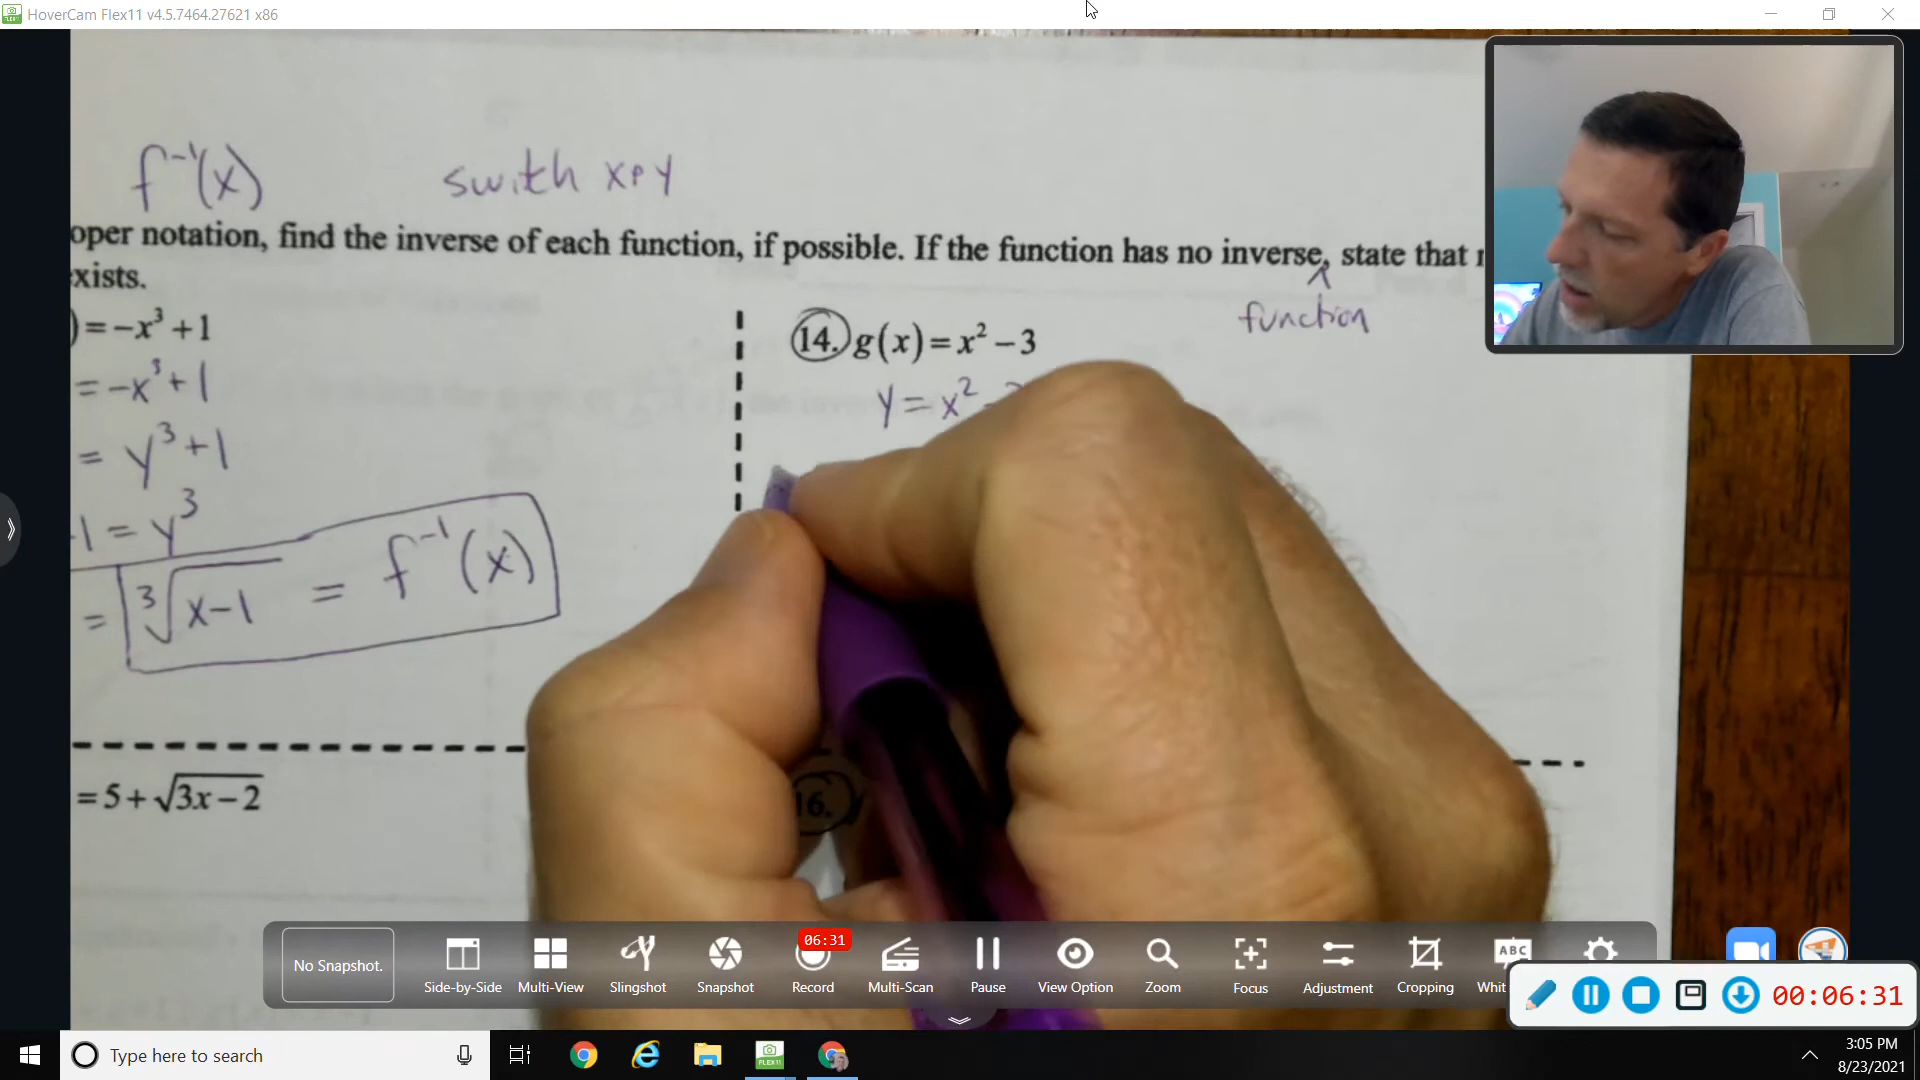 HoverCam Flex11 v4.5.7464.27621 x86
f⁻¹(x) swith x & y
oper notation, find the inverse of each function, if possible. If the function has no inverse, state that
xists.
function
) = -x³ + 1
= -x³ + 1
= y³ + 1
-1 = y³
= ∛(x-1) = f⁻¹(x)
14. g(x) = x² - 3
y = x² -
= 5 + √(3x - 2)
16.
No Snapshot.
Side-by-Side
Multi-View
Slingshot
Snapshot
06:31
Record
Multi-Scan
Pause
View Option
Zoom
Focus
Adjustment
Cropping
ABC
Whit
00:06:31
Type here to search
FLEX11
3:05 PM
8/23/2021